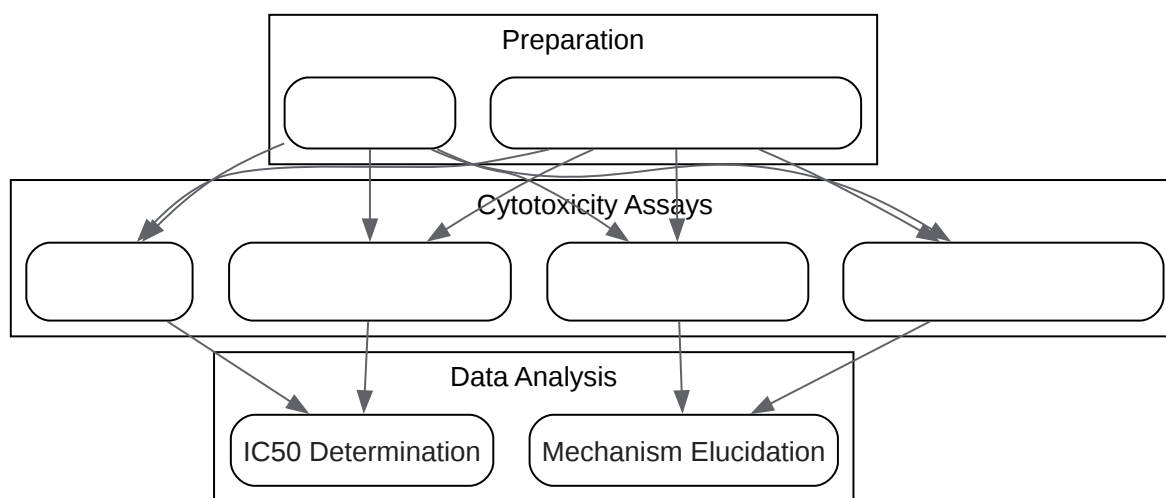 Preparation
Cytotoxicity Assays
Data Analysis
IC50 Determination
Mechanism Elucidation